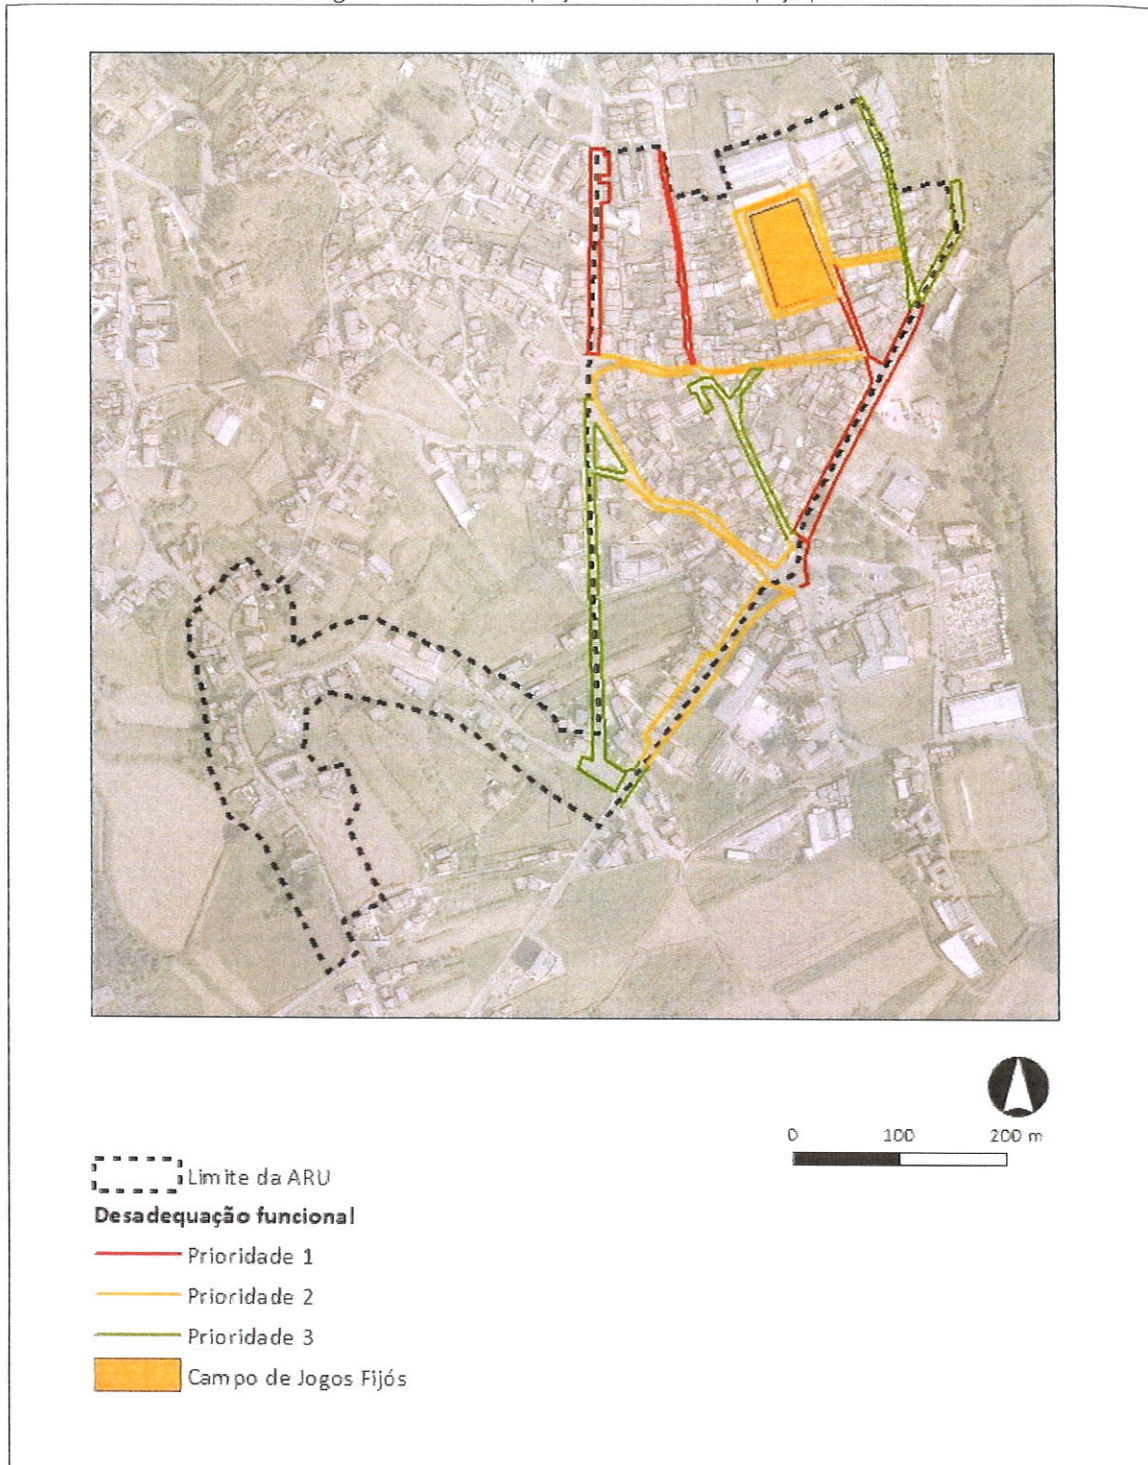 0 100 200 m
Limite da ARU
Desadequação funcional
Prioridade 1
Prioridade 2
Prioridade 3
Campo de Jogos Fijós